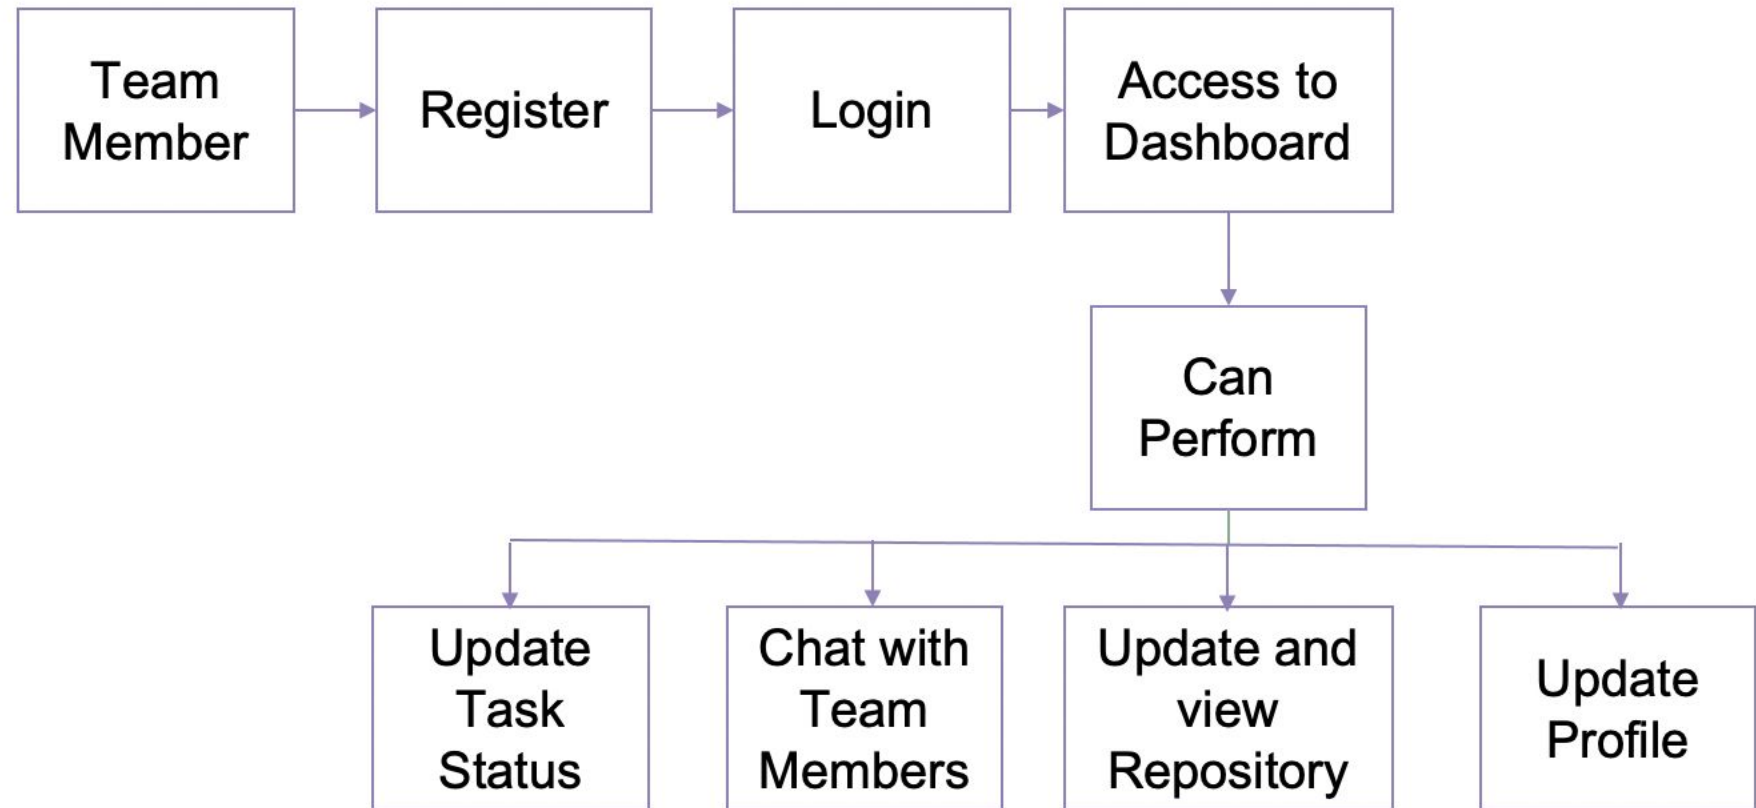 Team
Member
Register
Login
Access to
Dashboard
Can
Perform
Update
Task
Status
Chat with
Team
Members
Update and
view
Repository
Update
Profile